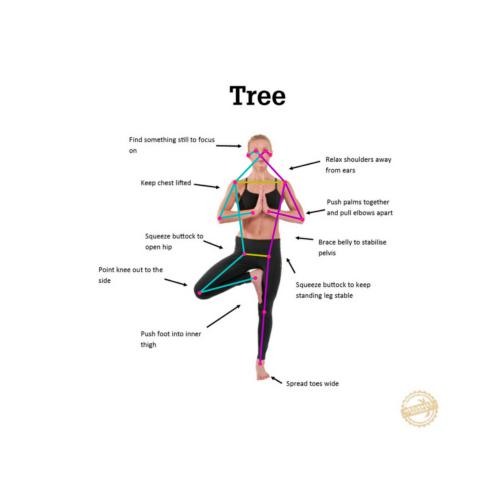 Tree
Find something still to focus
on
Relax shoulders away
from ears
Keep chest lifted
Push palms together
and pull elbows apart
Squeeze buttock to
open hip
Brace belly to stabilise
pelvis
Point knee out to the
side
Squeeze buttock to keep
standing leg stable
Push foot into inner
thigh
Spread toes wide